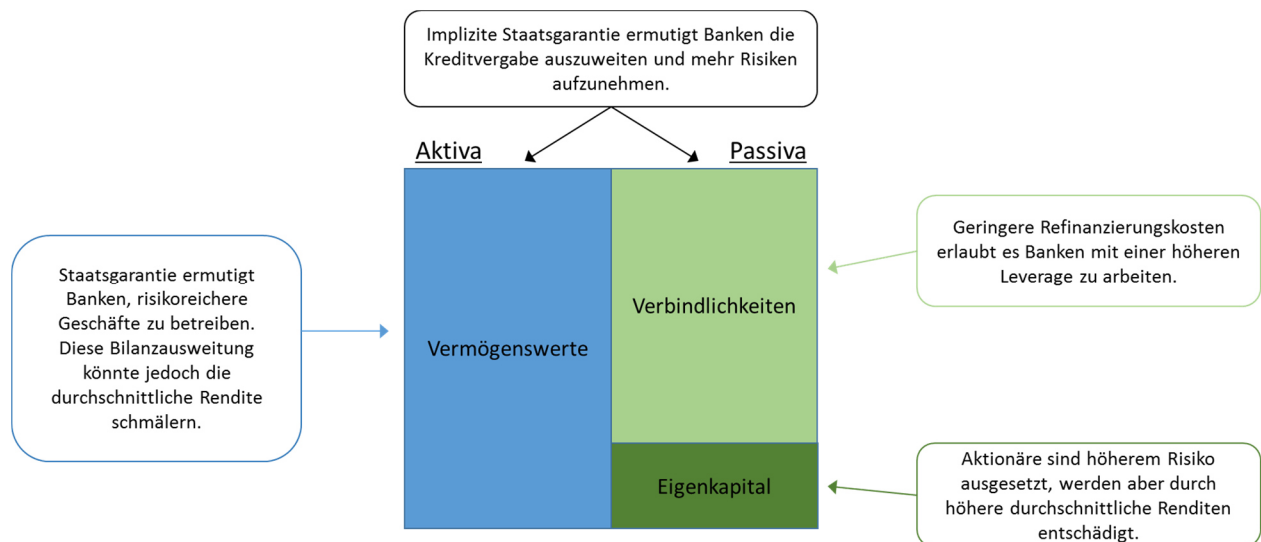 Implizite Staatsgarantie ermutigt Banken die
Kreditvergabe auszuweiten und mehr Risiken
aufzunehmen.
Aktiva
Passiva
Staatsgarantie ermutigt
Banken, risikoreichere
Geschäfte zu betreiben.
Diese Bilanzausweitung
könnte jedoch die
durchschnittliche Rendite
schmälern.
Vermögenswerte
Verbindlichkeiten
Eigenkapital
Geringere Refinanzierungskosten
erlaubt es Banken mit einer höheren
Leverage zu arbeiten.
Aktionäre sind höherem Risiko
ausgesetzt, werden aber durch
höhere durchschnittliche Renditen
entschädigt.